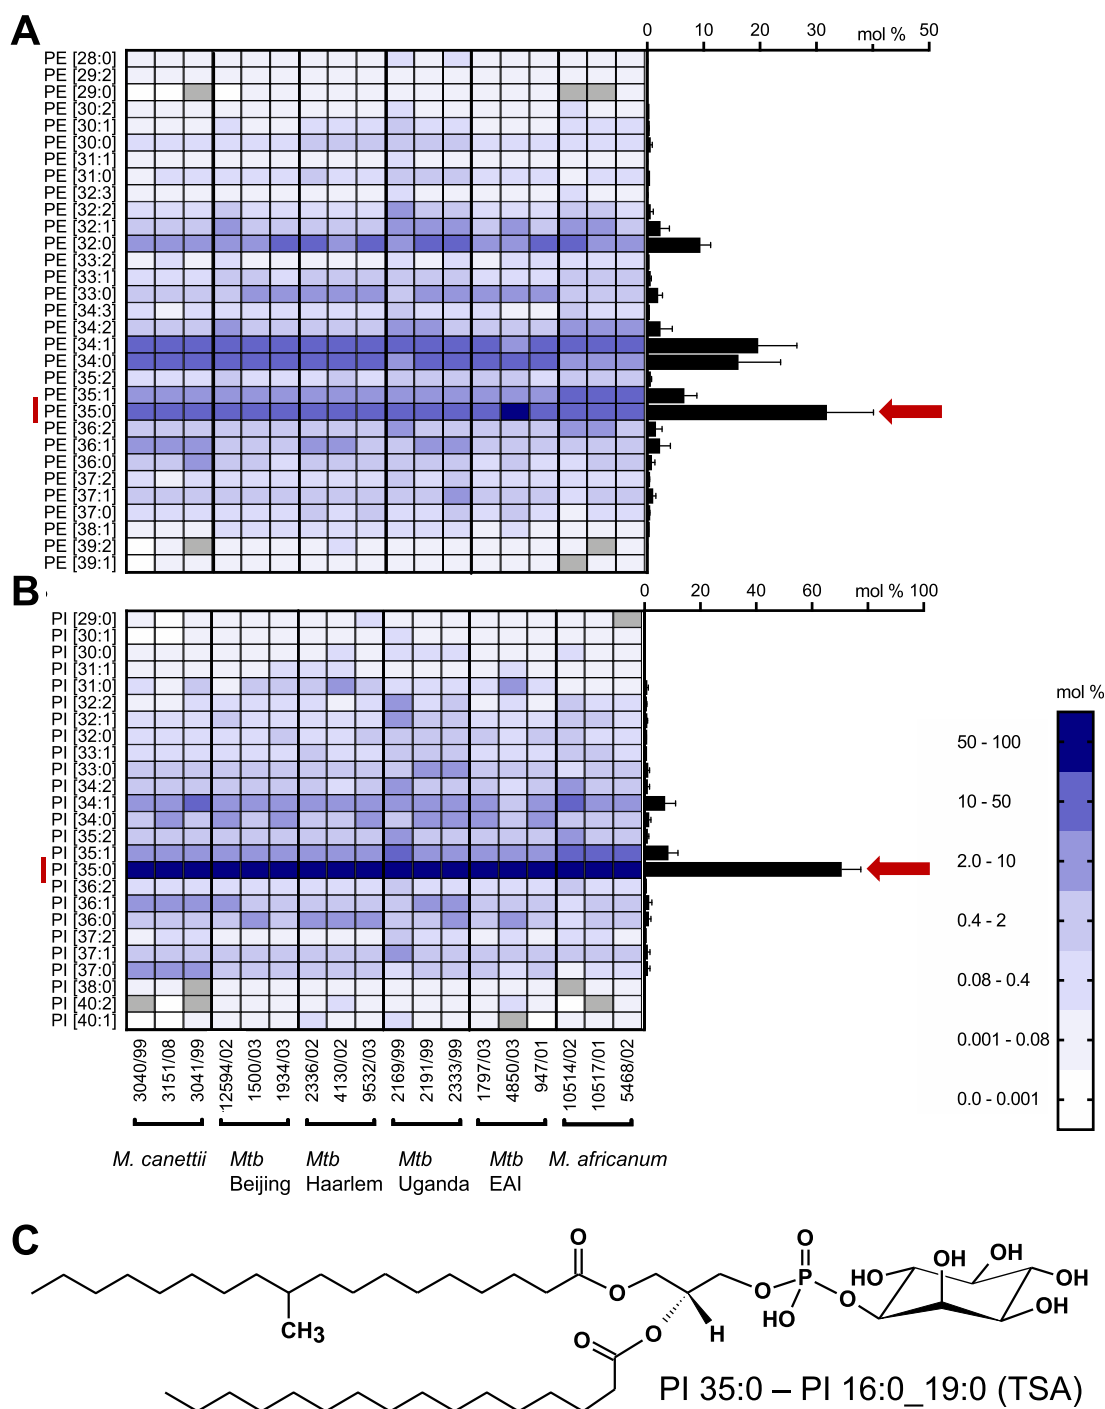 A
0 10 20 30 mol % 50
PE [28:0]
PE [29:2]
PE [29:0]
PE [30:2]
PE [30:1]
PE [30:0]
PE [31:1]
PE [31:0]
PE [32:3]
PE [32:2]
PE [32:1]
PE [32:0]
PE [33:2]
PE [33:1]
PE [33:0]
PE [34:3]
PE [34:2]
PE [34:1]
PE [34:0]
PE [35:2]
PE [35:1]
PE [35:0]
PE [36:2]
PE [36:1]
PE [36:0]
PE [37:2]
PE [37:1]
PE [37:0]
PE [38:1]
PE [39:2]
PE [39:1]
B
0 20 40 60 mol % 100
PI [29:0]
PI [30:1]
PI [30:0]
PI [31:1]
PI [31:0]
PI [32:2]
PI [32:1]
PI [32:0]
PI [33:1]
PI [33:0]
PI [34:2]
PI [34:1]
PI [34:0]
PI [35:2]
PI [35:1]
PI [35:0]
PI [36:2]
PI [36:1]
PI [36:0]
PI [37:2]
PI [37:1]
PI [37:0]
PI [38:0]
PI [40:2]
PI [40:1]
mol %
50 - 100
10 - 50
2.0 - 10
0.4 - 2
0.08 - 0.4
0.001 - 0.08
0.0 - 0.001
3040/99 3151/08 3041/99 12594/02 1500/03 1934/03 2336/02 4130/02 9532/03 2169/99 2191/99 2333/99 1797/03 4850/03 947/01 10514/02 10517/01 5468/02
M. canettii Mtb Mtb Mtb Mtb M. africanum
Beijing Haarlem Uganda EAI
C
O O OH OH
HO OH
O O P O OH
HO
CH3 O O H
PI 35:0 – PI 16:0_19:0 (TSA)